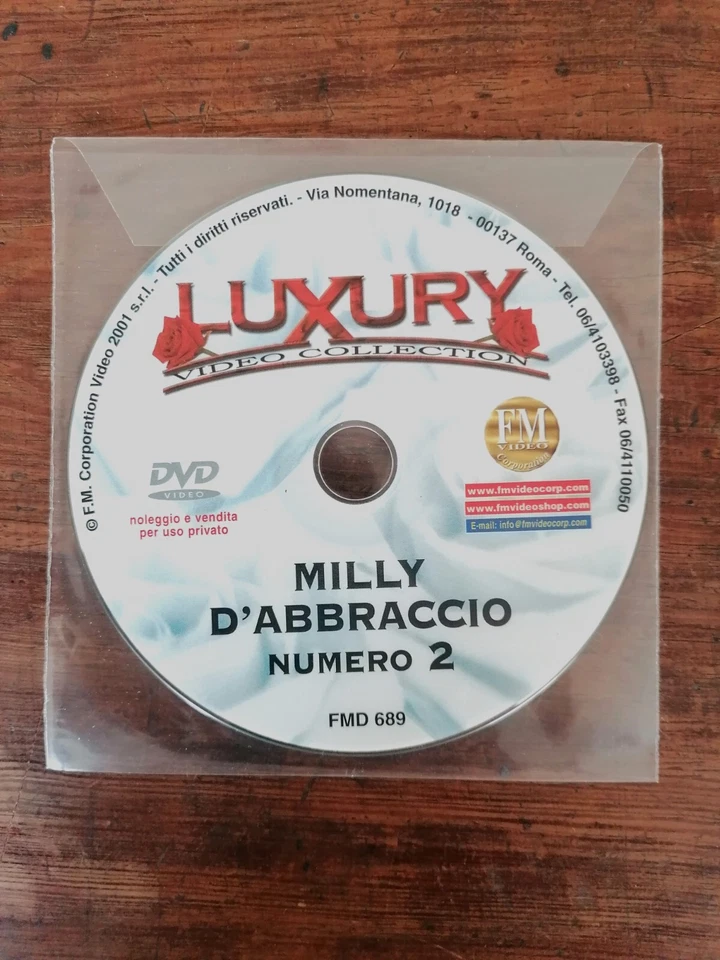 © F.M. Corporation Video 2001 s.r.l. - Tutti i diritti riservati. - Via Nomentana, 1018 - 00137 Roma - Tel. 06/4103398 - Fax 06/4110050
LUXURY
VIDEO COLLECTION
FM
VIDEO
Corporation
DVD
VIDEO
noleggio e vendita
per uso privato
www.fmvideocorp.com
www.fmvideoshop.com
E-mail: info@fmvideocorp.com
MILLY
D'ABBRACCIO
NUMERO 2
FMD 689